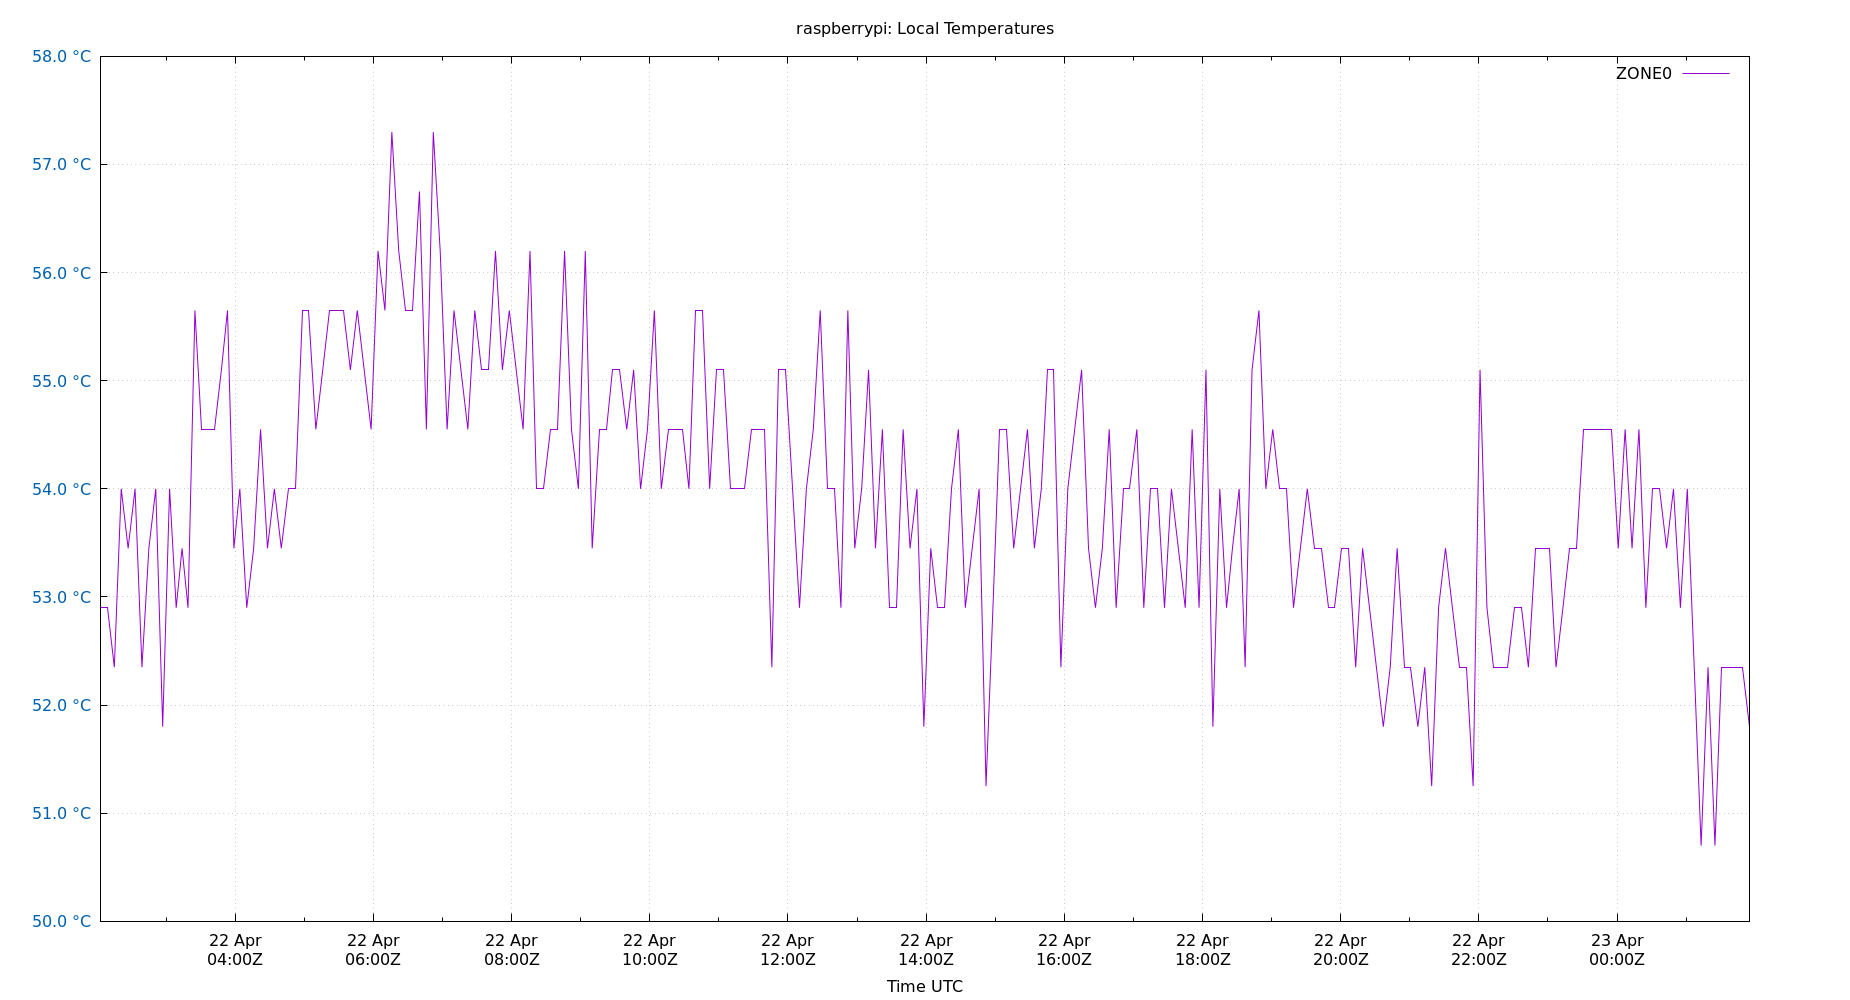 raspberrypi: Local Temperatures
58.0 °C
ZONE0
57.0 °C
56.0 °C
55.0 °C
54.0 °C
53.0 °C
52.0 °C
51.0 °C
50.0 °C
22 Apr 22 Apr 22 Apr 22 Apr 22 Apr 22 Apr 22 Apr 22 Apr 22 Apr 22 Apr 23 Apr
04:00Z 06:00Z 08:00Z 10:00Z 12:00Z 14:00Z 16:00Z 18:00Z 20:00Z 22:00Z 00:00Z
Time UTC